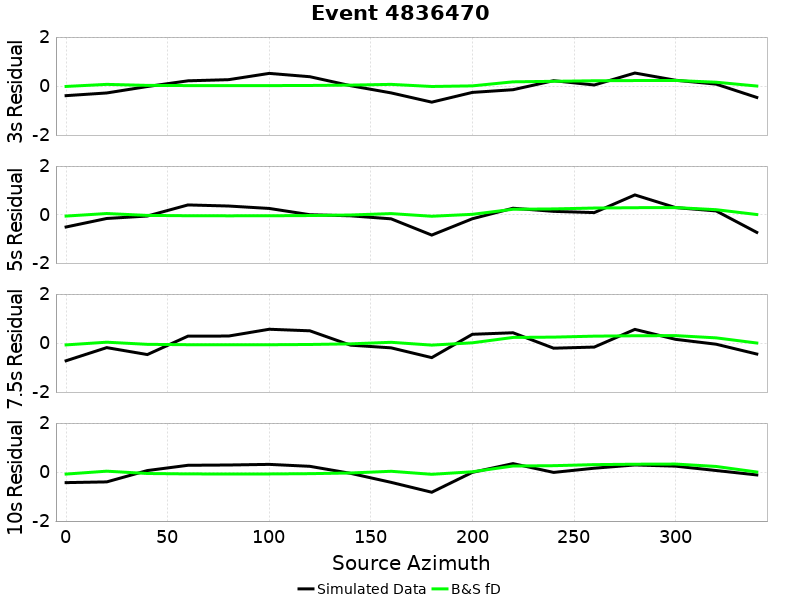 Event 4836470
3s Residual
2
0
-2
5s Residual
2
0
-2
7.5s Residual
2
0
-2
10s Residual
2
0
-2
0 50 100 150 200 250 300
Source Azimuth
Simulated Data B&S fD